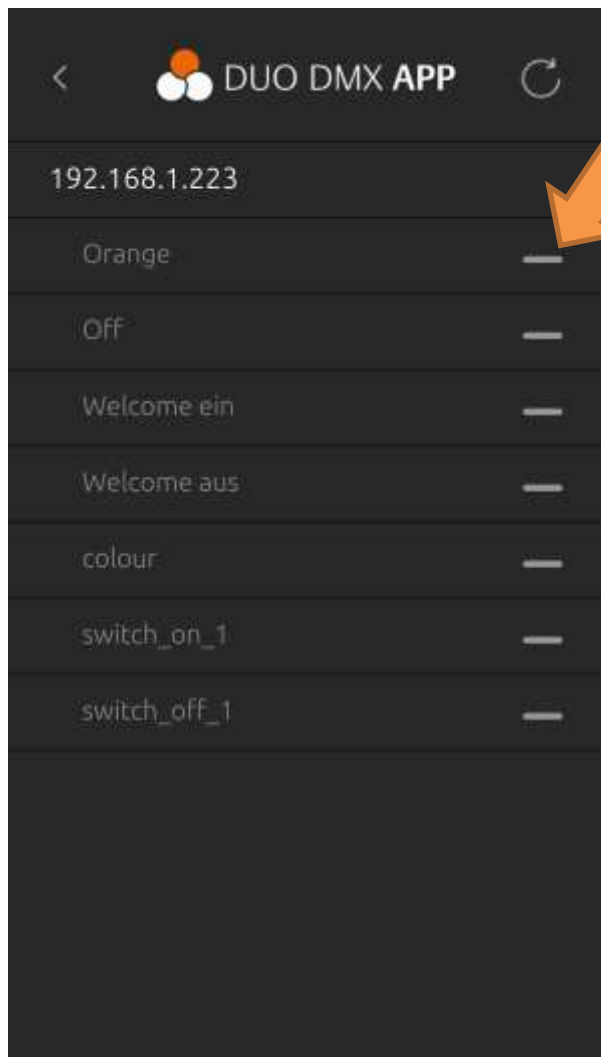 DUO DMX APP
192.168.1.223
Orange
Off
Welcome ein
Welcome aus
colour
switch_on_1
switch_off_1